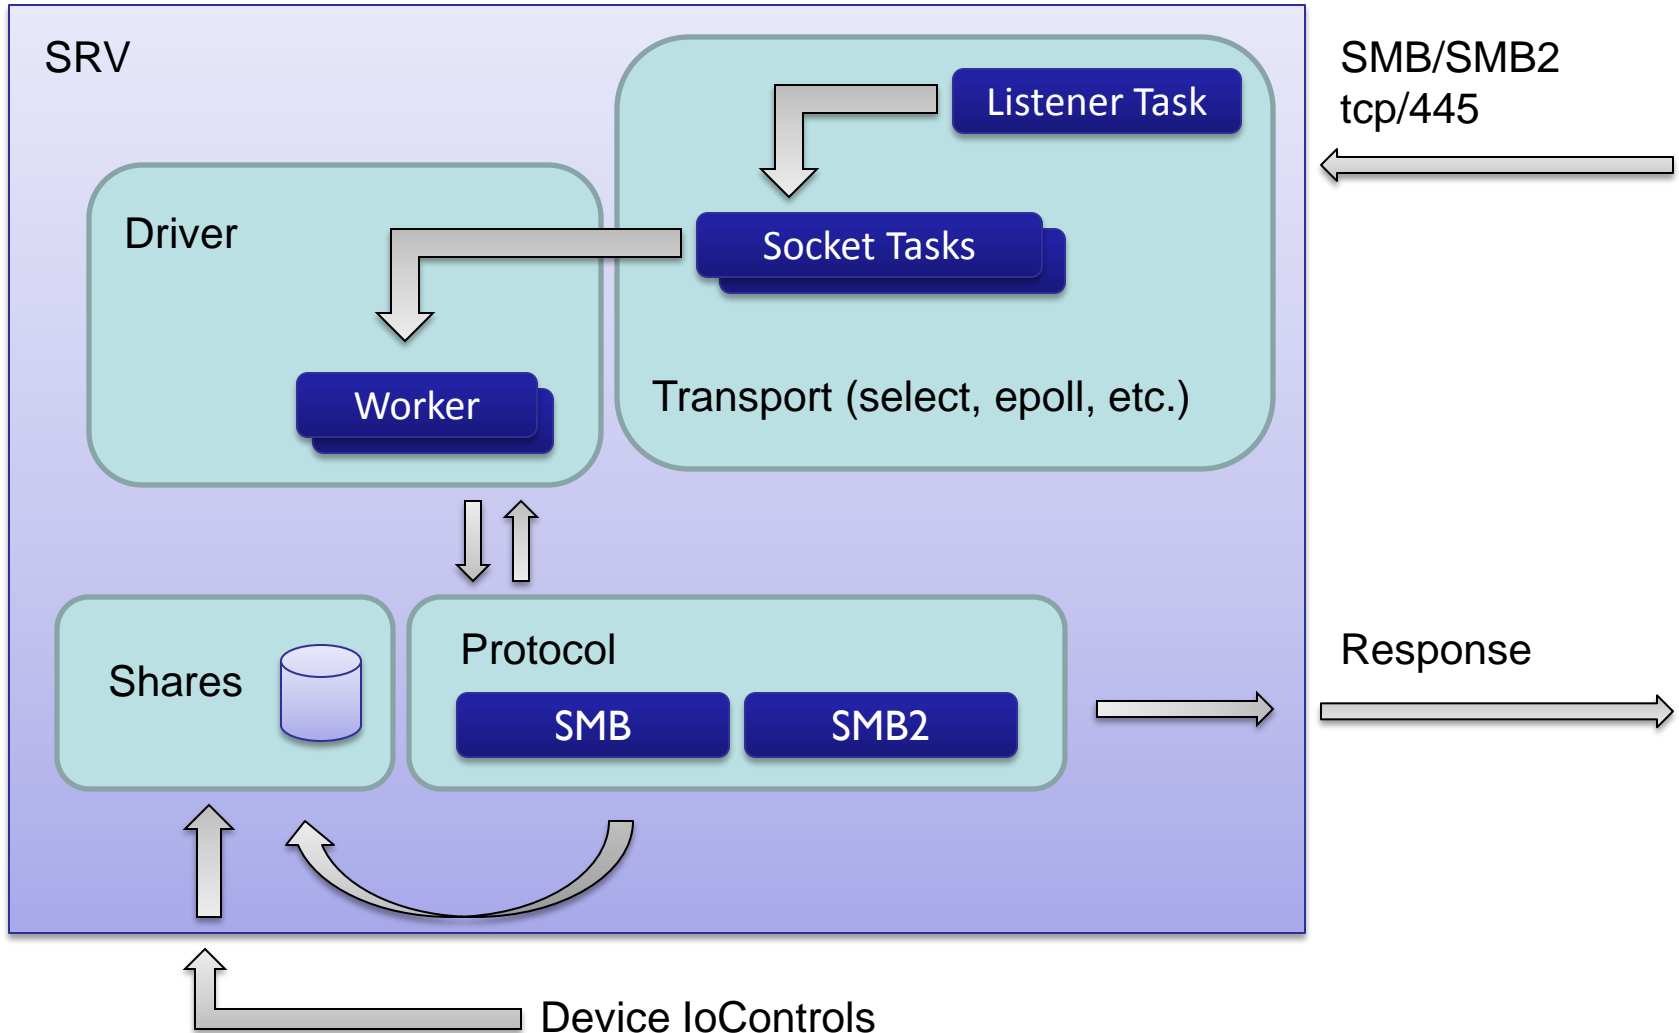 SRV
SMB/SMB2
tcp/445
Listener Task
Driver
Socket Tasks
Transport (select, epoll, etc.)
Worker
Protocol
Response
Shares
SMB
SMB2
Device IoControls